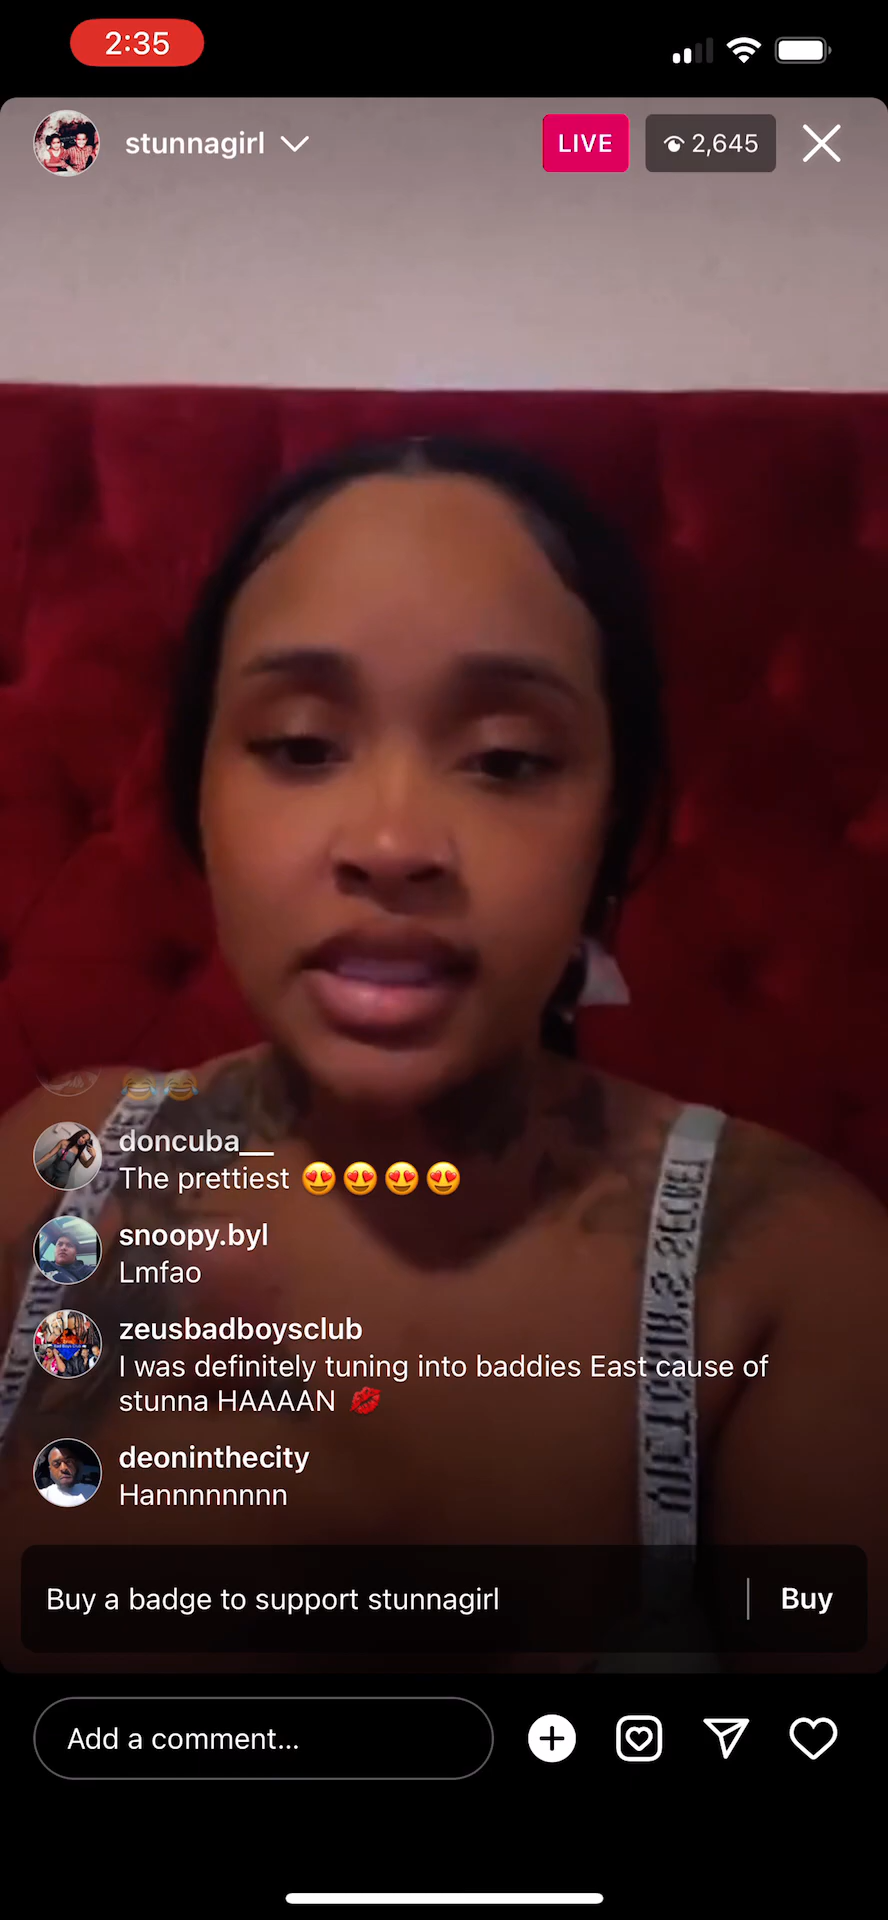 2:35
stunnagirl
LIVE
2,645
😂😂
doncuba__
The prettiest 😍😍😍😍
snoopy.byl
Lmfao
zeusbadboysclub
I was definitely tuning into baddies East cause of
stunna HAAAAN 💋
deoninthecity
Hannnnnnnn
Buy a badge to support stunnagirl
Buy
Add a comment...